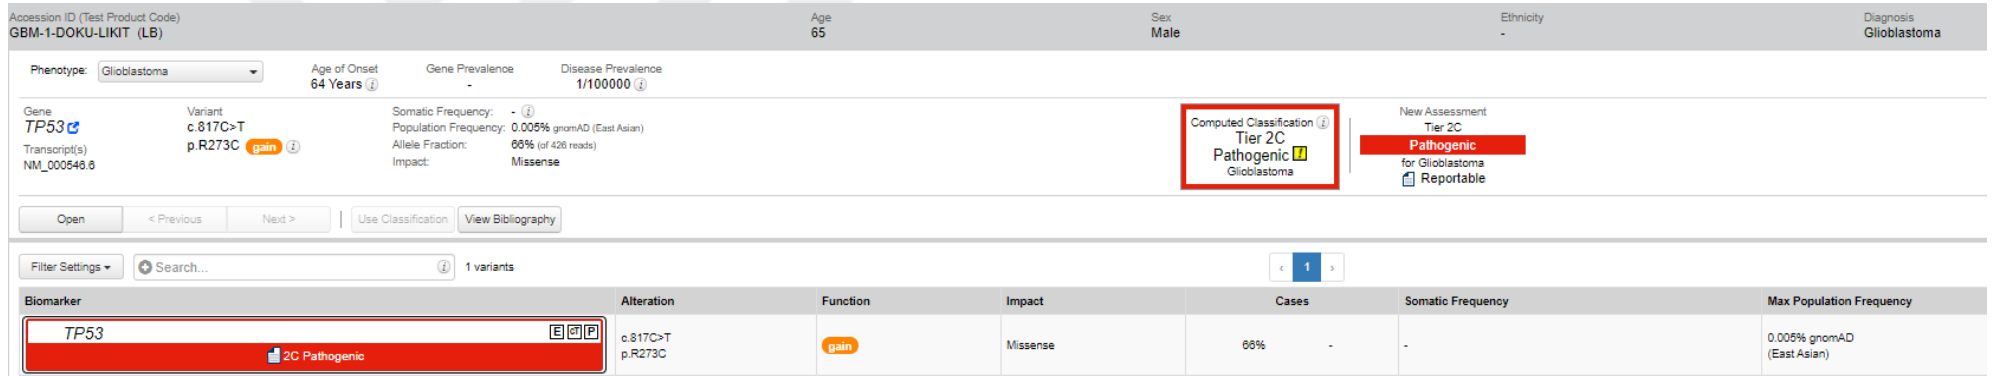 Accession ID (Test Product Code) Age Sex Ethnicity Diagnosis
GBM-1-DOKU-LIKIT (LB) 65 Male - Glioblastoma
Phenotype: Glioblastoma
Age of Onset Gene Prevalence Disease Prevalence
64 Years - 1/100000
Gene
TP53
Transcript(s)
NM_000546.6
Variant
c.817C>T
p.R273C gain
Somatic Frequency: -
Population Frequency: 0.005% gnomAD (East Asian)
Allele Fraction: 66% (of 426 reads)
Impact: Missense
Computed Classification
Tier 2C
Pathogenic !
Glioblastoma
New Assessment
Tier 2C
Pathogenic
for Glioblastoma
Reportable
Open < Previous Next > Use Classification View Bibliography
Filter Settings Search... 1 variants ‹ 1 ›
Biomarker Alteration Function Impact Cases Somatic Frequency Max Population Frequency
TP53 E CT P
2C Pathogenic
c.817C>T
p.R273C
gain
Missense
66% -
-
0.005% gnomAD
(East Asian)